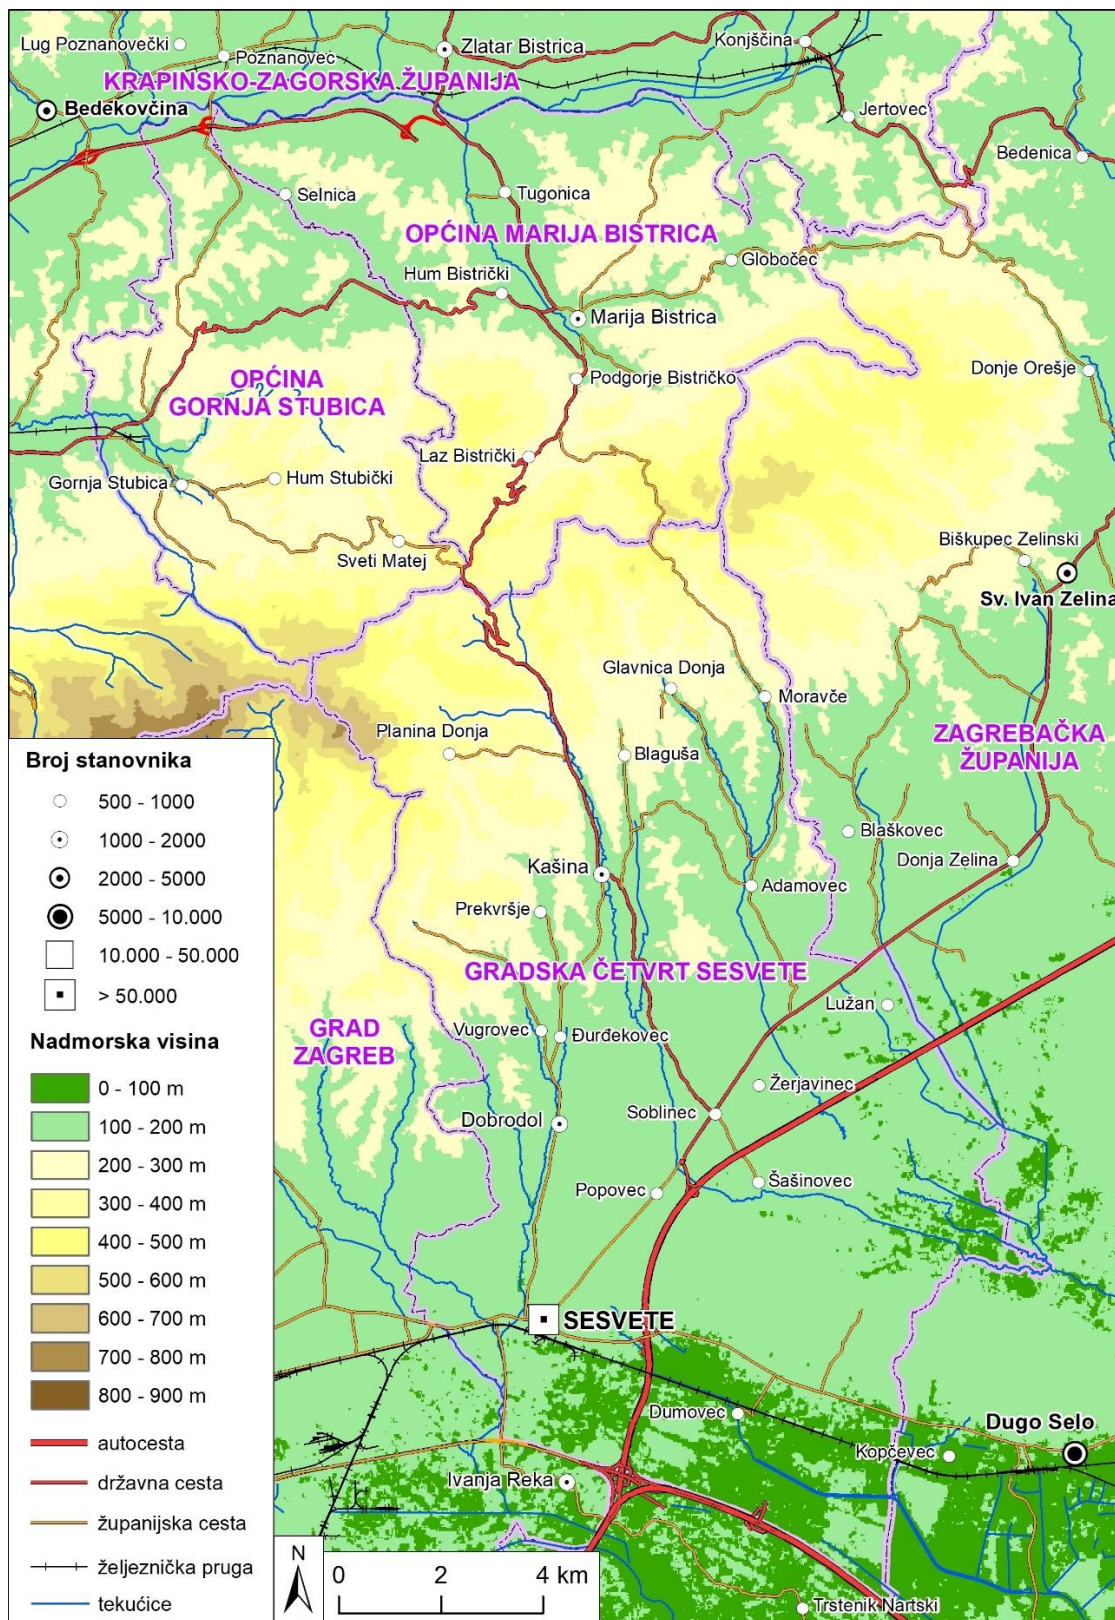 Lug Poznanovečki
Poznanovec
Zlatar Bistrica
Konjščina
KRAPINSKO-ZAGORSKA ŽUPANIJA
Bedekovčina
Jertovec
Bedenica
Selnica
Tugonica
OPĆINA MARIJA BISTRICA
Globočec
Hum Bistrički
Marija Bistrica
OPĆINA
GORNJA STUBICA
Podgorje Bistričko
Donje Orešje
Laz Bistrički
Gornja Stubica
Hum Stubički
Sveti Matej
Biškupec Zelinski
Sv. Ivan Zelina
Glavnica Donja
Moravče
Planina Donja
Blaguša
ZAGREBAČKA
ŽUPANIJA
Blaškovec
Donja Zelina
Kašina
Adamovec
Prekvršje
GRADSKA ČETVRT SESVETE
Lužan
GRAD
ZAGREB
Vugrovec
Đurđekovec
Žerjavinec
Soblinec
Dobrodol
Šašinovec
Popovec
SESVETE
Dumovec
Dugo Selo
Kopčevec
Ivanja Reka
Trstenik Nartski
Broj stanovnika
500 - 1000
1000 - 2000
2000 - 5000
5000 - 10.000
10.000 - 50.000
> 50.000
Nadmorska visina
0 - 100 m
100 - 200 m
200 - 300 m
300 - 400 m
400 - 500 m
500 - 600 m
600 - 700 m
700 - 800 m
800 - 900 m
autocesta
državna cesta
županijska cesta
željeznička pruga
tekućice
N
0 2 4 km